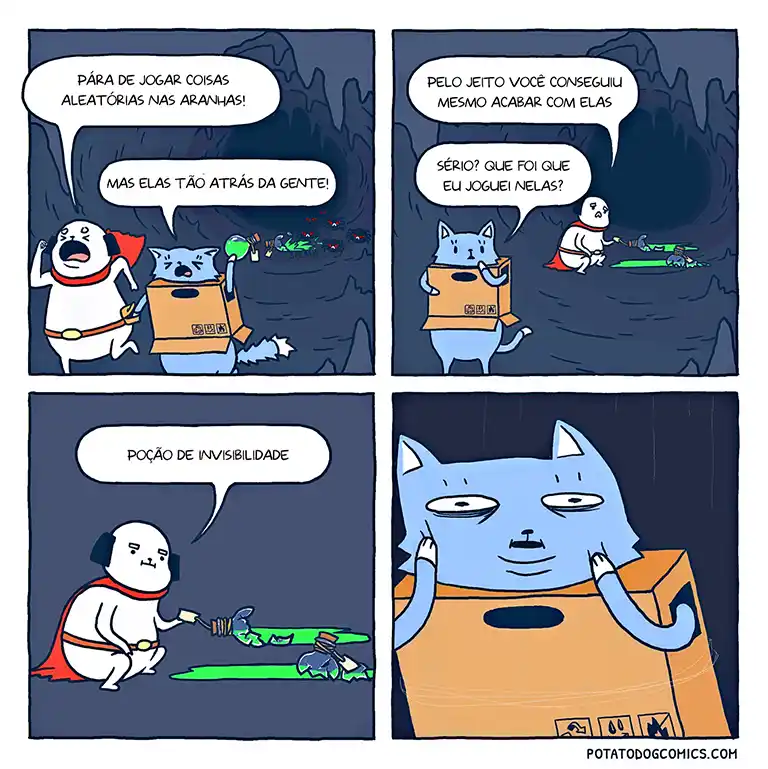 PÁRA DE JOGAR COISAS
ALEATÓRIAS NAS ARANHAS!
MAS ELAS TÃO ATRÁS DA GENTE!
PELO JEITO VOCÊ CONSEGUIU
MESMO ACABAR COM ELAS
SÉRIO? QUE FOI QUE
EU JOGUEI NELAS?
POÇÃO DE INVISIBILIDADE
POTATODOGCOMICS.COM